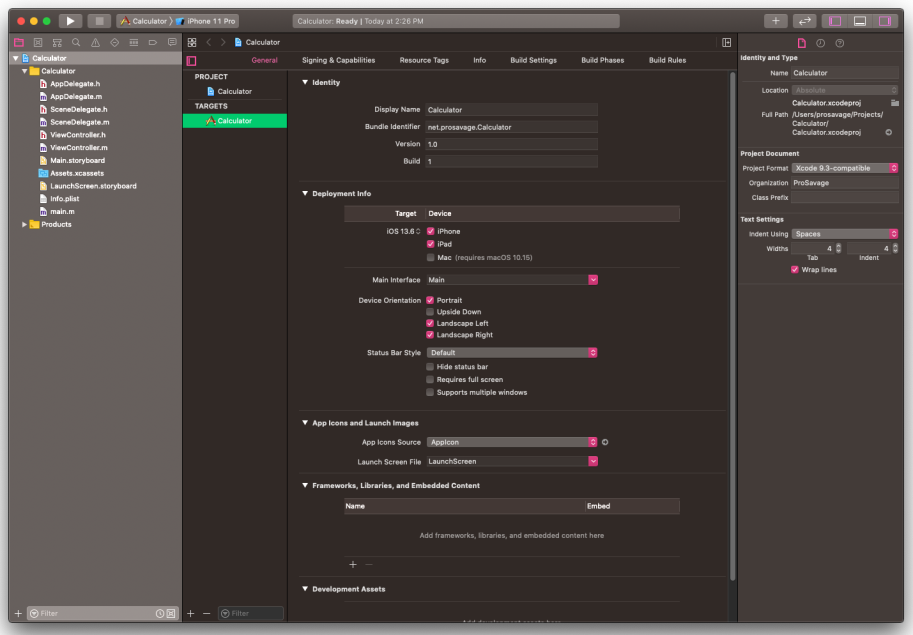 Calculator
iPhone 11 Pro
Calculator: Ready | Today at 2:26 PM
Calculator
Calculator
AppDelegate.h
AppDelegate.m
SceneDelegate.h
SceneDelegate.m
ViewController.h
ViewController.m
Main.storyboard
Assets.xcassets
LaunchScreen.storyboard
Info.plist
main.m
Products
Filter
Calculator
General
Signing & Capabilities
Resource Tags
Info
Build Settings
Build Phases
Build Rules
PROJECT
Calculator
TARGETS
Calculator
Filter
Identity
Display Name Calculator
Bundle Identifier net.prosavage.Calculator
Version 1.0
Build 1
Deployment Info
Target Device
iOS 13.6 iPhone
iPad
Mac (requires macOS 10.15)
Main Interface Main
Device Orientation Portrait
Upside Down
Landscape Left
Landscape Right
Status Bar Style Default
Hide status bar
Requires full screen
Supports multiple windows
App Icons and Launch Images
App Icons Source AppIcon
Launch Screen File LaunchScreen
Frameworks, Libraries, and Embedded Content
Name Embed
Add frameworks, libraries, and embedded content here
Development Assets
Identity and Type
Name Calculator
Location Absolute
Calculator.xcodeproj
Full Path /Users/prosavage/Projects/
Calculator/
Calculator.xcodeproj
Project Document
Project Format Xcode 9.3-compatible
Organization ProSavage
Class Prefix
Text Settings
Indent Using Spaces
Widths 4 4
Tab Indent
Wrap lines